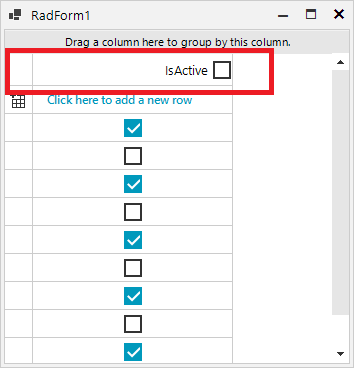 RadForm1
Drag a column here to group by this column.
IsActive
Click here to add a new row